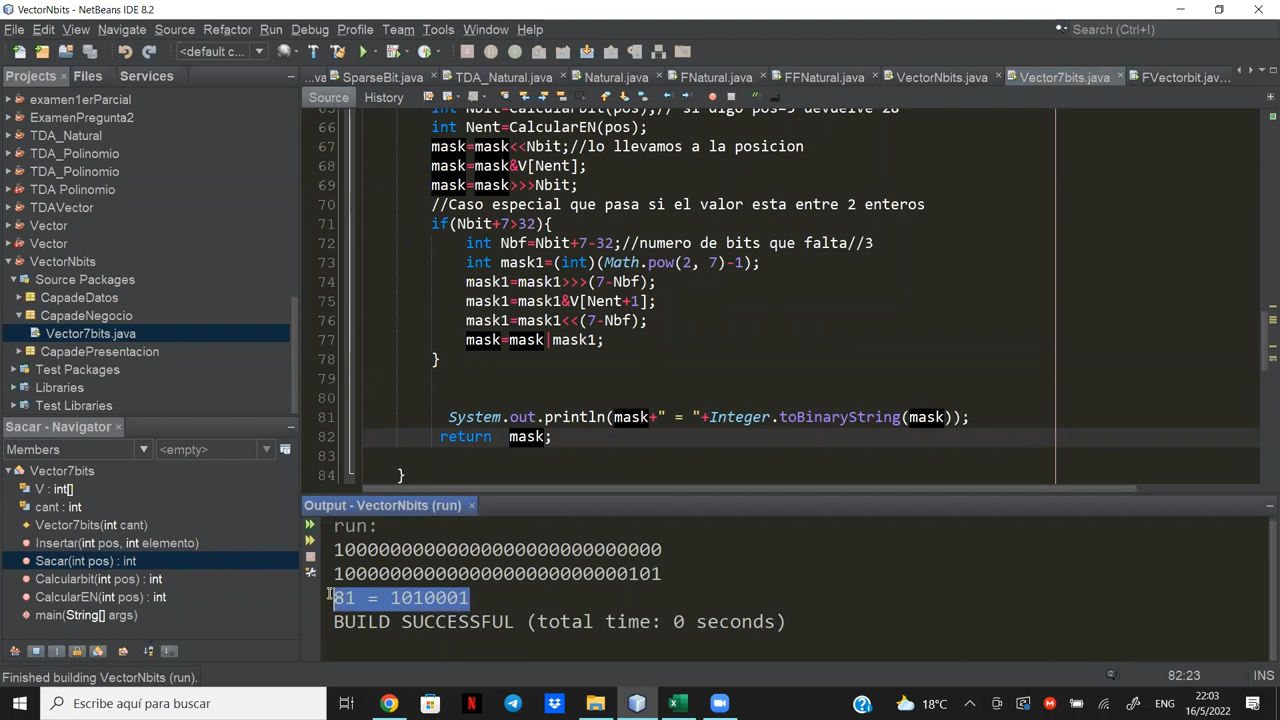 VectorNbits - NetBeans IDE 8.2
File Edit View Navigate Source Refactor Run Debug Profile Team Tools Window Help
Search (Ctrl+I)
<default c...
Projects Files Services
...va SparseBit.java TDA_Natural.java Natural.java FNatural.java FFNatural.java VectorNbits.java Vector7bits.java FVectorbit.jav...
Source History
examen1erParcial
ExamenPregunta2
TDA_Natural
TDA_Polinomio
TDA_Polinomio
TDA Polinomio
TDAVector
Vector
Vector
VectorNbits
Source Packages
CapadeDatos
CapadeNegocio
Vector7bits.java
CapadePresentacion
Test Packages
Libraries
Test Libraries
65 int Nbit=Calcularbit(pos);// si digo pos=5 devuelve 28
66 int Nent=CalcularEN(pos);
67 mask=mask<<Nbit;//lo llevamos a la posicion
68 mask=mask&V[Nent];
69 mask=mask>>>Nbit;
70 //Caso especial que pasa si el valor esta entre 2 enteros
71 if(Nbit+7>32){
72 int Nbf=Nbit+7-32;//numero de bits que falta//3
73 int mask1=(int)(Math.pow(2, 7)-1);
74 mask1=mask1>>>(7-Nbf);
75 mask1=mask1&V[Nent+1];
76 mask1=mask1<<(7-Nbf);
77 mask=mask|mask1;
78 }
79
80
81 System.out.println(mask+" = "+Integer.toBinaryString(mask));
82 return mask;
83
84 }
Sacar - Navigator
Members <empty>
Vector7bits
V : int[]
cant : int
Vector7bits(int cant)
Insertar(int pos, int elemento)
Sacar(int pos) : int
Calcularbit(int pos) : int
CalcularEN(int pos) : int
main(String[] args)
Output - VectorNbits (run)
run:
10000000000000000000000000000
10000000000000000000000000101
81 = 1010001
BUILD SUCCESSFUL (total time: 0 seconds)
Finished building VectorNbits (run).
82:23 INS
Escribe aquí para buscar
18°C
ENG
22:03
16/5/2022